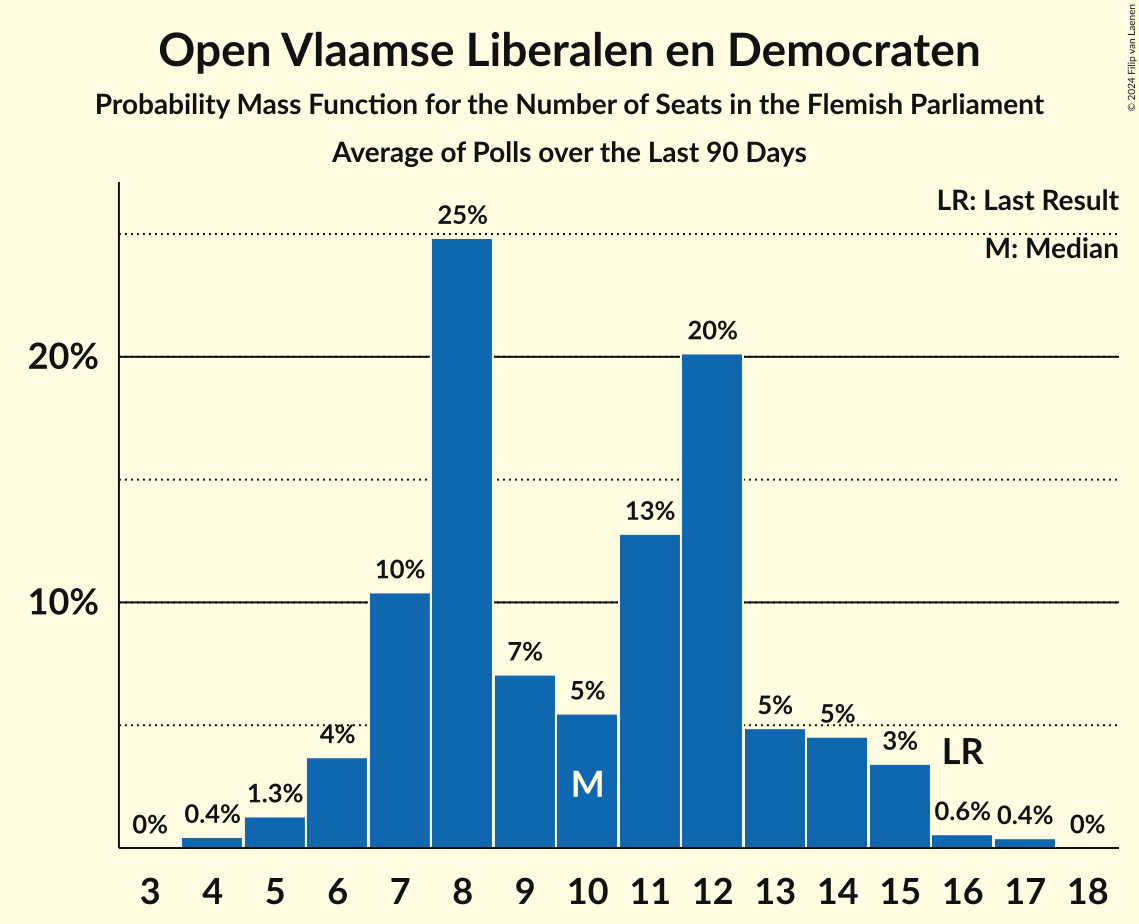 Open Vlaamse Liberalen en Democraten
Probability Mass Function for the Number of Seats in the Flemish Parliament
Average of Polls over the Last 90 Days
© 2024 Filip van Laenen
LR: Last Result
M: Median
20%
10%
0%
0.4%
1.3%
4%
10%
25%
7%
5%
13%
20%
5%
5%
3%
0.6%
0.4%
0%
M
LR
3 4 5 6 7 8 9 10 11 12 13 14 15 16 17 18